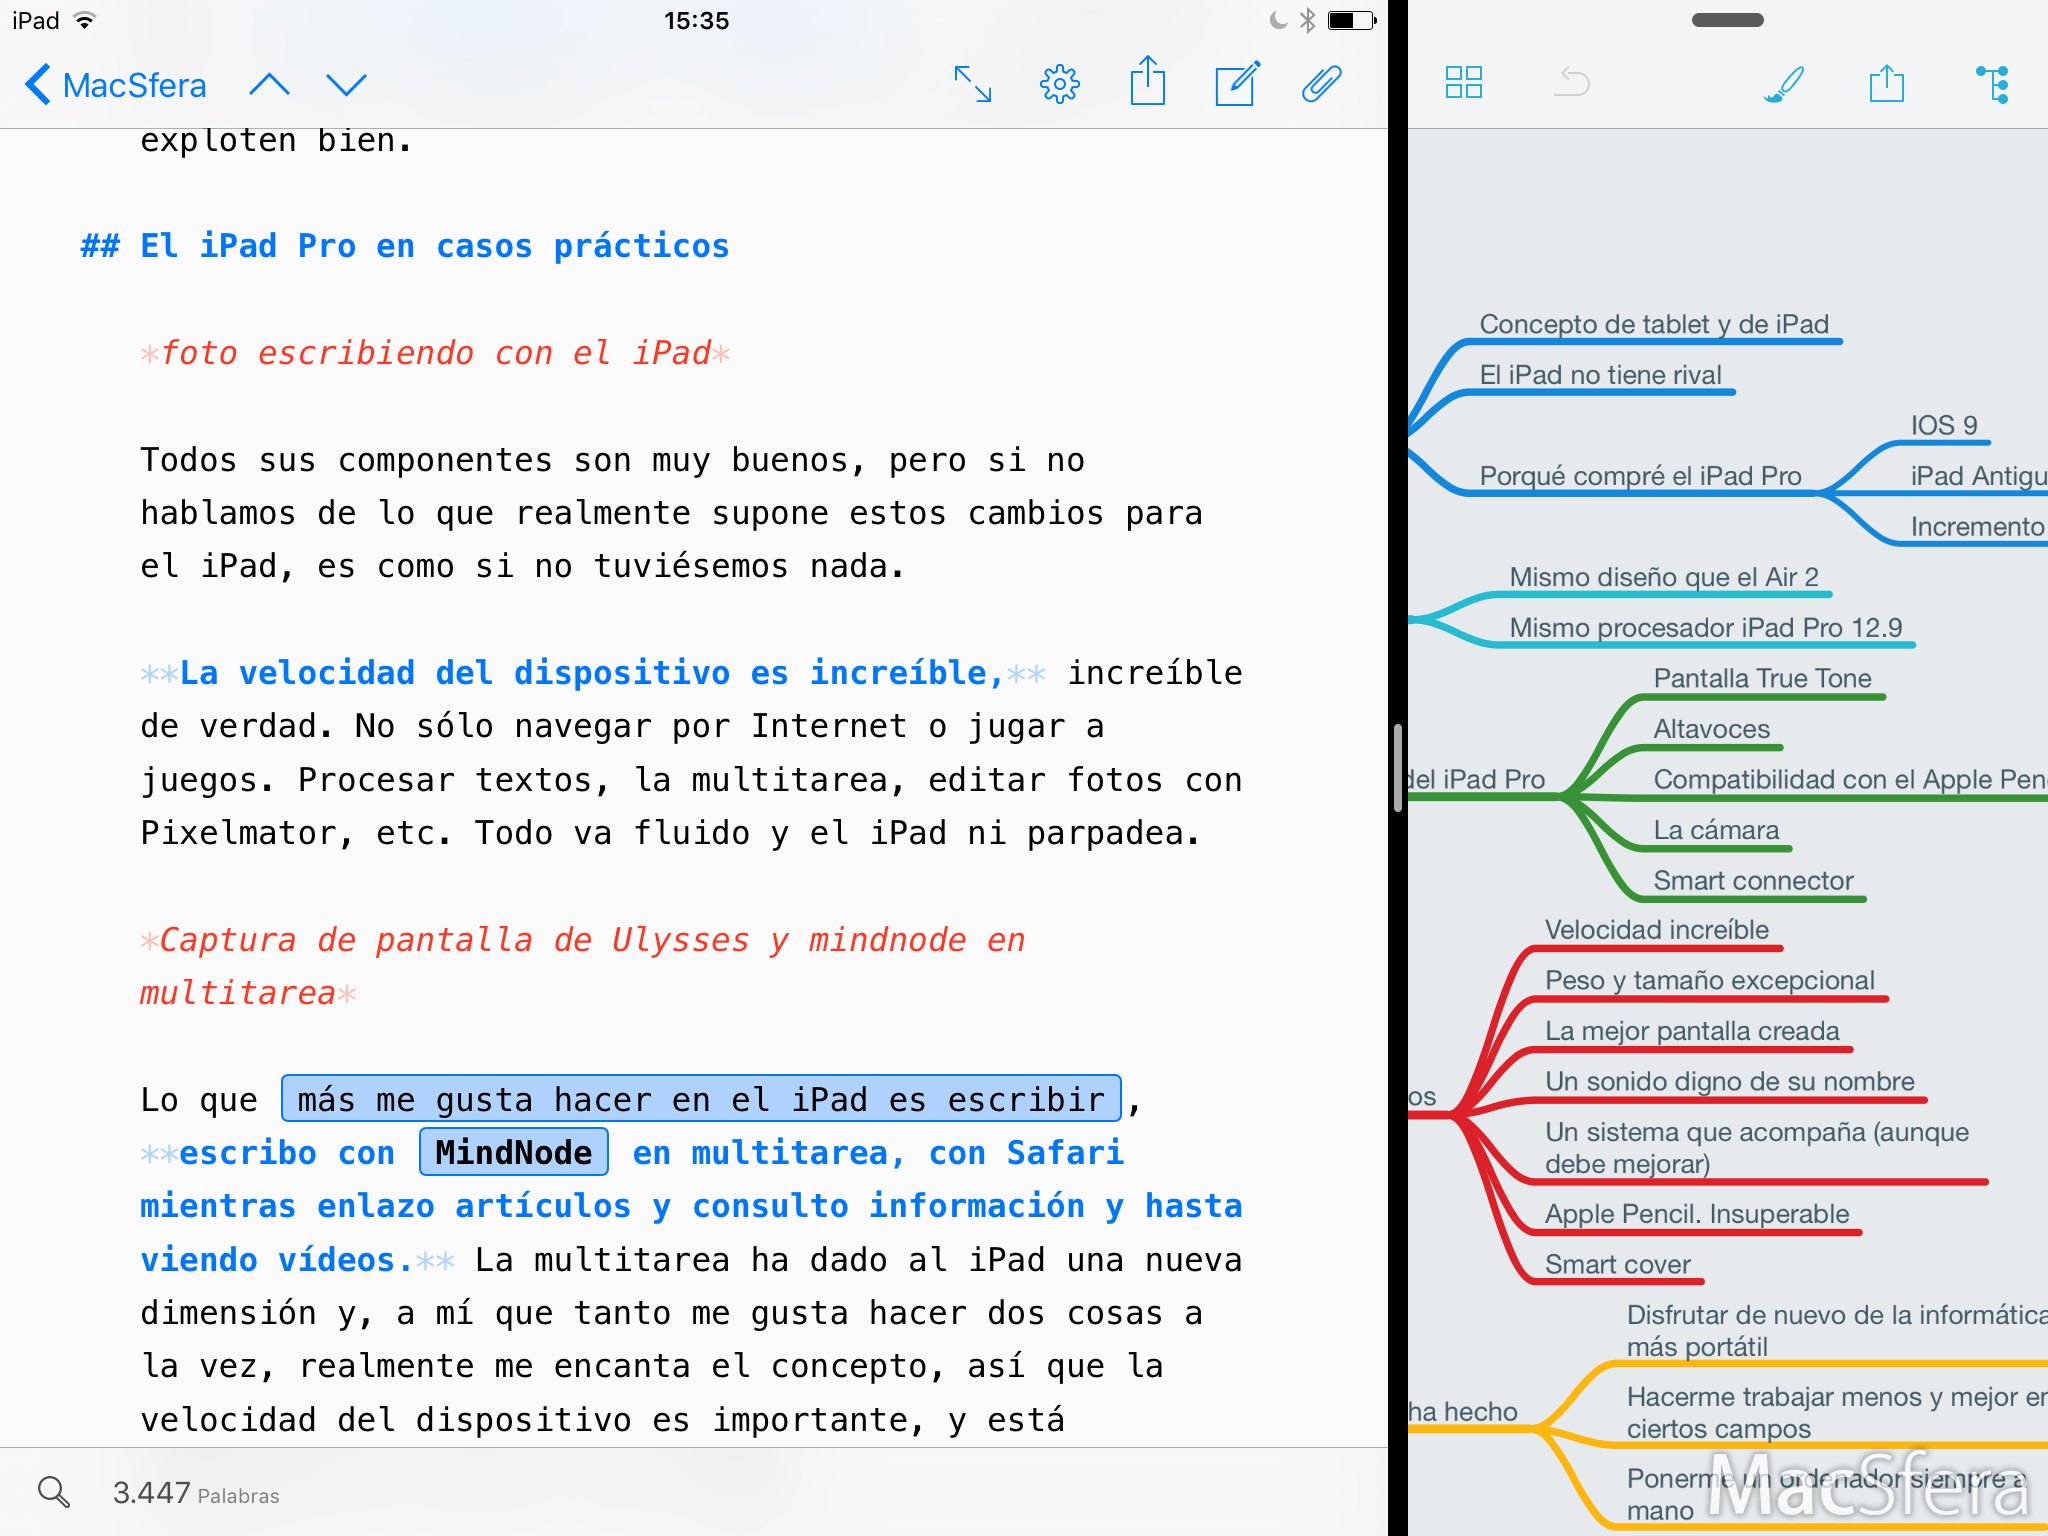 iPad
15:35
MacSfera
exploten bien.
## El iPad Pro en casos prácticos
*foto escribiendo con el iPad*
Todos sus componentes son muy buenos, pero si no
hablamos de lo que realmente supone estos cambios para
el iPad, es como si no tuviésemos nada.
**La velocidad del dispositivo es increíble,** increíble
de verdad. No sólo navegar por Internet o jugar a
juegos. Procesar textos, la multitarea, editar fotos con
Pixelmator, etc. Todo va fluido y el iPad ni parpadea.
*Captura de pantalla de Ulysses y mindnode en
multitarea*
Lo que más me gusta hacer en el iPad es escribir,
**escribo con MindNode en multitarea, con Safari
mientras enlazo artículos y consulto información y hasta
viendo vídeos.** La multitarea ha dado al iPad una nueva
dimensión y, a mí que tanto me gusta hacer dos cosas a
la vez, realmente me encanta el concepto, así que la
velocidad del dispositivo es importante, y está
3.447 Palabras
Concepto de tablet y de iPad
El iPad no tiene rival
Porqué compré el iPad Pro
IOS 9
iPad Antigu
Incremento
Mismo diseño que el Air 2
Mismo procesador iPad Pro 12.9
del iPad Pro
Pantalla True Tone
Altavoces
Compatibilidad con el Apple Pen
La cámara
Smart connector
os
Velocidad increíble
Peso y tamaño excepcional
La mejor pantalla creada
Un sonido digno de su nombre
Un sistema que acompaña (aunque
debe mejorar)
Apple Pencil. Insuperable
Smart cover
ha hecho
Disfrutar de nuevo de la informática
más portátil
Hacerme trabajar menos y mejor en
ciertos campos
Ponerme un ordenador siempre a
mano
MacSfera